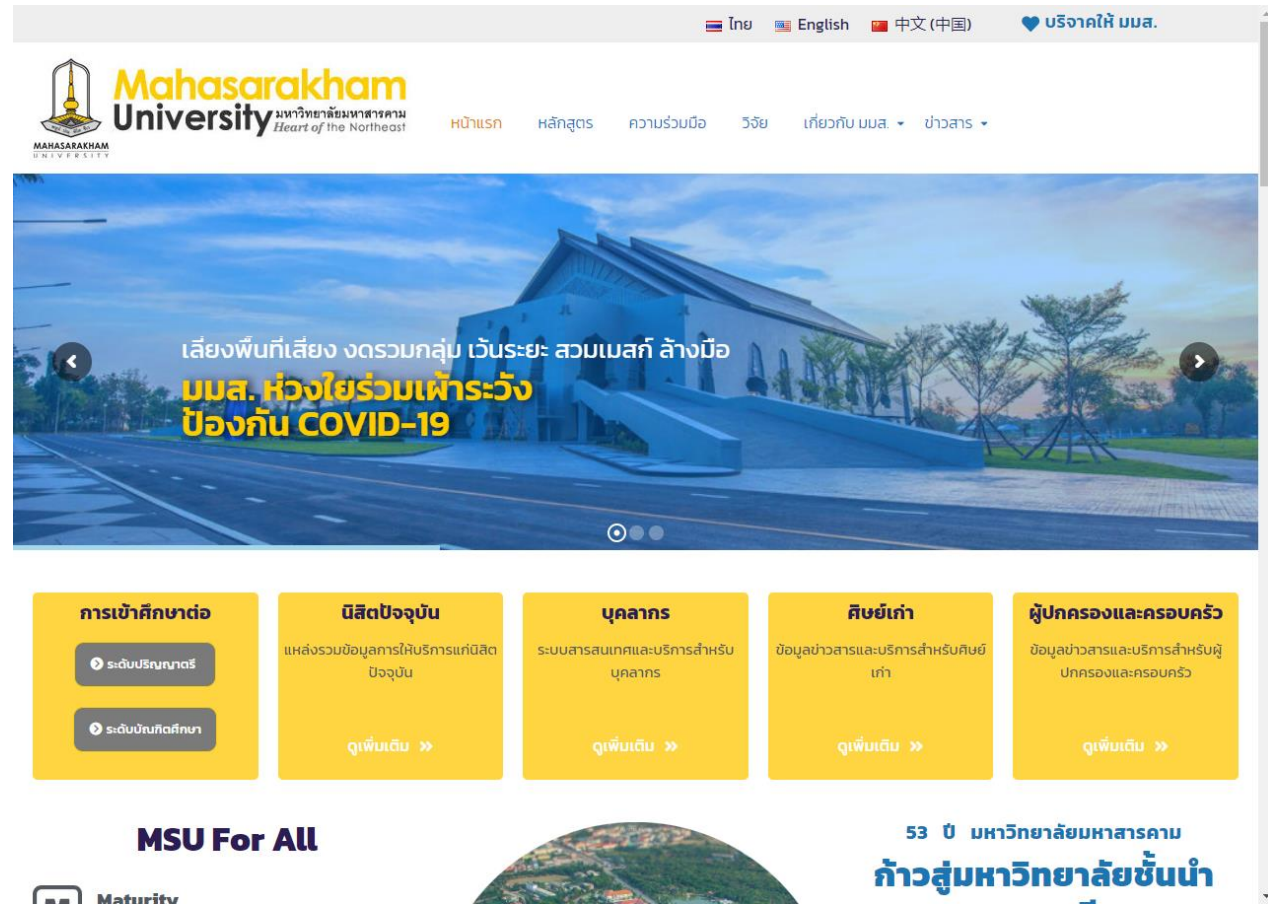 ไทย English 中文 (中国) บริจาคให้ มมส.
Mahasarakham
University มหาวิทยาลัยมหาสารคาม
Heart of the Northeast
MAHASARAKHAM
UNIVERSITY
หน้าแรก หลักสูตร ความร่วมมือ วิจัย เกี่ยวกับ มมส. ข่าวสาร
เลี่ยงพื้นที่เสี่ยง งดรวมกลุ่ม เว้นระยะ สวมแมสก์ ล้างมือ
มมส. ห่วงใยร่วมเฝ้าระวัง
ป้องกัน COVID-19
การเข้าศึกษาต่อ
ระดับปริญญาตรี
ระดับบัณฑิตศึกษา
นิสิตปัจจุบัน
แหล่งรวมข้อมูลการให้บริการแก่นิสิต
ปัจจุบัน
ดูเพิ่มเติม »
บุคลากร
ระบบสารสนเทศและบริการสำหรับ
บุคลากร
ดูเพิ่มเติม »
ศิษย์เก่า
ข้อมูลข่าวสารและบริการสำหรับศิษย์
เก่า
ดูเพิ่มเติม »
ผู้ปกครองและครอบครัว
ข้อมูลข่าวสารและบริการสำหรับผู้
ปกครองและครอบครัว
ดูเพิ่มเติม »
MSU For All
Maturity
53 ปี มหาวิทยาลัยมหาสารคาม
ก้าวสู่มหาวิทยาลัยชั้นนำ